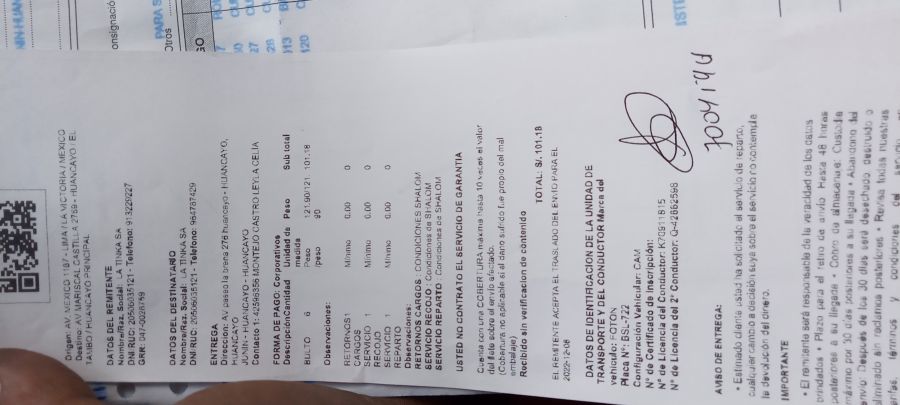 Origen: AV. MEXICO 1187 - LIMA / LA VICTORIA / MEXICO
Destino: AV MARISCAL CASTILLA 2769 - HUANCAYO / EL
TAMBO / HUANCAYO PRINCIPAL
DATOS DEL REMITENTE
Nombre/Raz. Social: LA TINKA SA
DNI/RUC: 20506035121 - Telefono: 913229227
GRR: 047-0028759
DATOS DEL DESTINATARIO
Nombre/Raz. Social: LA TINKA SA
DNI/RUC: 20506035121 - Telefono: 964787429
ENTREGA
Direccion: Av paseo la brena 276 huancayo - HUANCAYO,
HUANCAYO
JUNIN - HUANCAYO - HUANCAYO
Contacto 1: 42596356 MONTEJO CASTRO LEYLA CELIA
FORMA DE PAGO: Corporativos
Descripción Cantidad Unidad de medida Peso Sub total
BULTO 6 Peso /peso 121.90/121.90 101.18
Observaciones:
RETORNOS CARGOS 1 Mínimo 0.00 0
SERVICIO RECOJO 1 Mínimo 0.00 0
SERVICIO REPARTO 1 Mínimo 0.00 0
Observaciones:
RETORNOS CARGOS : CONDICIONES SHALOM
SERVICIO RECOJO : Condiciones de SHALOM
SERVICIO REPARTO : Condiciones de SHALOM
USTED NO CONTRATO EL SERVICIO DE GARANTIA
Cuenta con una COBERTURA máxima hasta 10 veces el valor
del flete sobre el envío afectado.
(Cobertura no aplicable si el daño sufrido fue propio del mal
embalaje)
Recibido sin verificacion de contenido
TOTAL: S/. 101.18
EL REMITENTE ACEPTA EL TRASLADO DEL ENVIO PARA EL
2022-12-08
DATOS DE IDENTIFICACION DE LA UNIDAD DE
TRANSPORTE Y DEL CONDUCTOR Marca del
vehiculo: FOTON
Placa N°: BSL-722
Configuración Vehicular: CAM
N° de Certificado de Inscripción:
N° de Licencia del Conductor: K70911815
N° de Licencia del 2° Conductor: Q-42662598
AVISO DE ENTREGA:
• Estimado cliente usted ha solicitado el servicio de reparto,
cualquier cambio a decisión suya sobre el servicio no contemple
la devolución del dinero.
IMPORTANTE
• El remitente será responsable de la veracidad de los datos
brindados • Plazo para el retiro de envío Hasta 48 horas
posteriores a su llegada • Cobro de almacenaje: Custodia
máximo por 30 días posteriores a su llegada • Abandono del
envío: Después de los 30 días será desechado destruido o
eliminado sin reclamos posteriores • Revisa todas nuestras
tarifas, términos y condiciones del servicio en
onsignació
PARA S
Otros